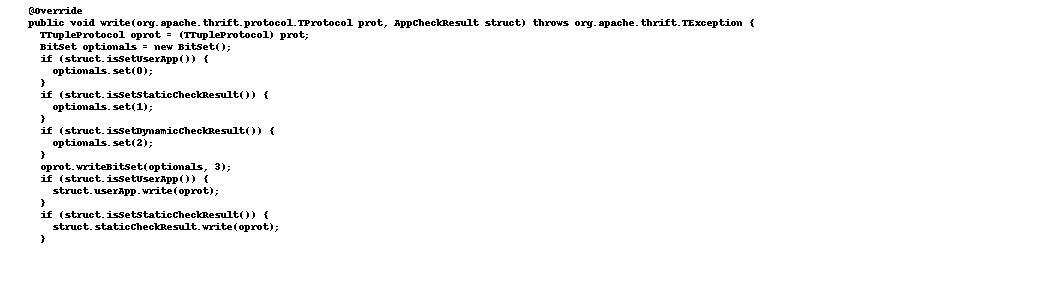 @Override
public void write(org.apache.thrift.protocol.TProtocol prot, AppCheckResult struct) throws org.apache.thrift.TException {
  TTupleProtocol oprot = (TTupleProtocol) prot;
  BitSet optionals = new BitSet();
  if (struct.isSetUserApp()) {
    optionals.set(0);
  }
  if (struct.isSetStaticCheckResult()) {
    optionals.set(1);
  }
  if (struct.isSetDynamicCheckResult()) {
    optionals.set(2);
  }
  oprot.writeBitSet(optionals, 3);
  if (struct.isSetUserApp()) {
    struct.userApp.write(oprot);
  }
  if (struct.isSetStaticCheckResult()) {
    struct.staticCheckResult.write(oprot);
  }